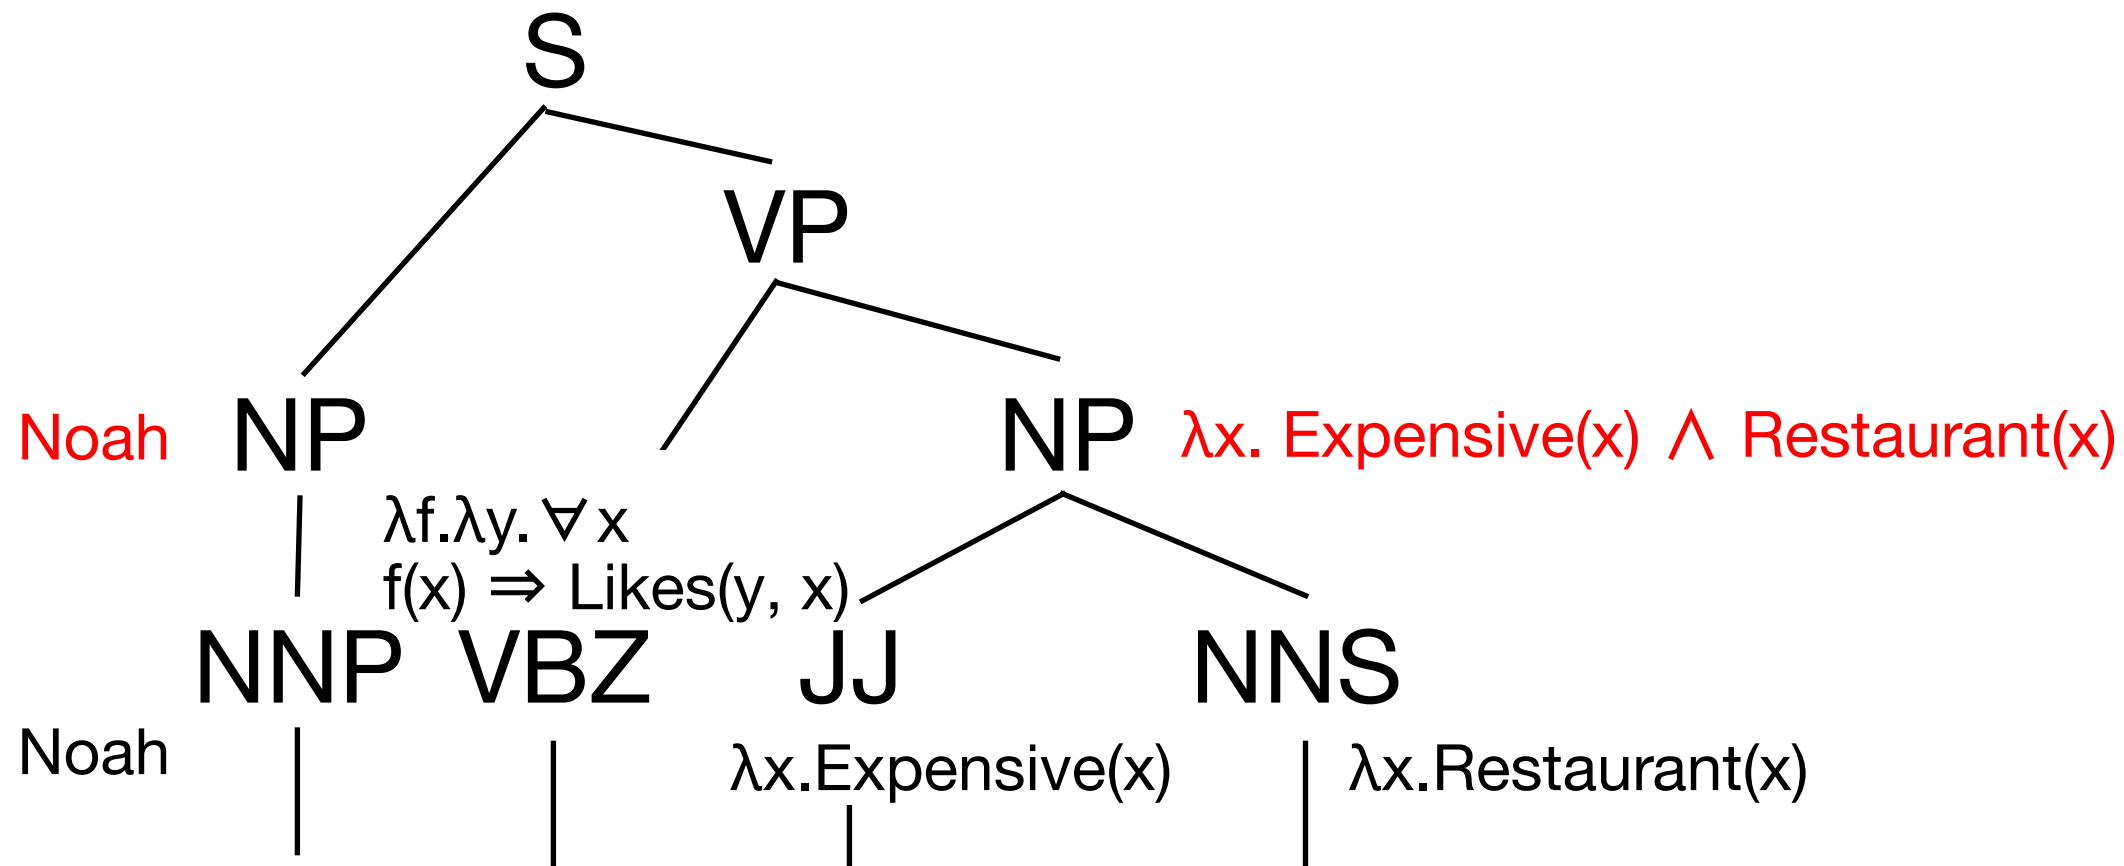 S
VP
Noah NP NP λx. Expensive(x) ∧ Restaurant(x)
λf.λy. ∀x
f(x) ⇒ Likes(y, x)
NNP VBZ JJ NNS
Noah λx.Expensive(x) λx.Restaurant(x)